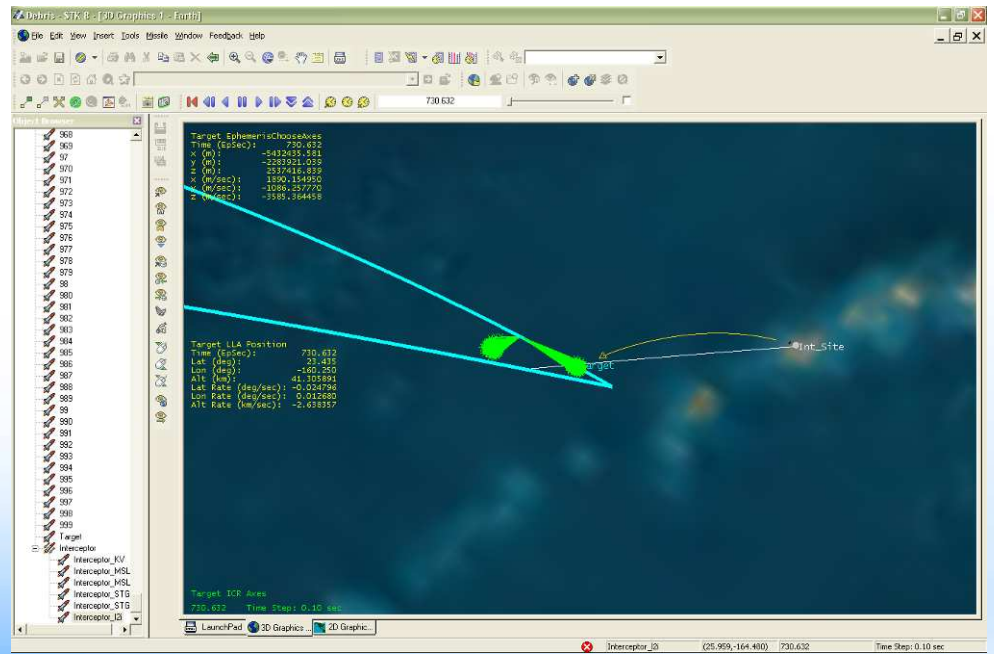 Debris - STK 8 - [3D Graphics 1 - Earth]
File Edit View Insert Tools Missile Window Feedback Help
730.632
Object Browser
968
969
97
970
971
972
973
974
975
976
977
978
979
98
980
981
982
983
984
985
986
987
988
989
99
990
991
992
993
994
995
996
997
998
999
Target
Interceptor
Interceptor_KV
Interceptor_MSL
Interceptor_MSL
Interceptor_STG
Interceptor_STG
Interceptor_I2i
Target EphemerisChooseAxes
Time (EpSec): 730.632
x (m): -5432435.581
y (m): -2283921.039
z (m): 2537416.839
x (m/sec): 1890.154950
y (m/sec): -1086.257770
z (m/sec): -3585.364458
Target LLA Position
Time (EpSec): 730.632
Lat (deg): 23.435
Lon (deg): -160.250
Alt (km): 41.305891
Lat Rate (deg/sec): -0.024796
Lon Rate (deg/sec): 0.012680
Alt Rate (km/sec): -2.638357
Int_Site
arget
Target ICR Axes
730.632 Time Step: 0.10 sec
LaunchPad 3D Graphics ... 2D Graphic...
Interceptor_I2i (25.959,-164.480) 730.632 Time Step: 0.10 sec